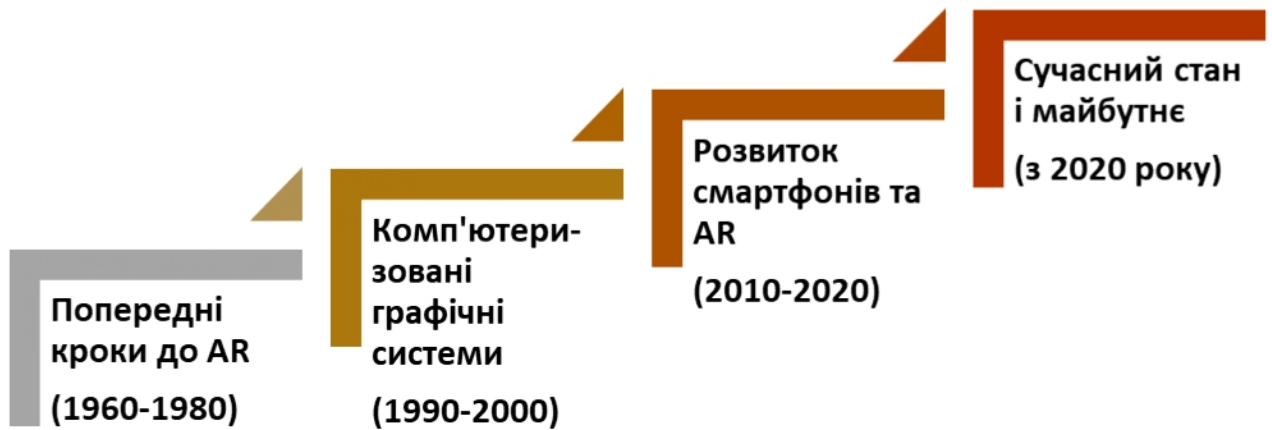 Попередні
кроки до AR
(1960-1980)
Комп'ютери-
зовані
графічні
системи
(1990-2000)
Розвиток
смартфонів та
AR
(2010-2020)
Сучасний стан
і майбутнє
(з 2020 року)